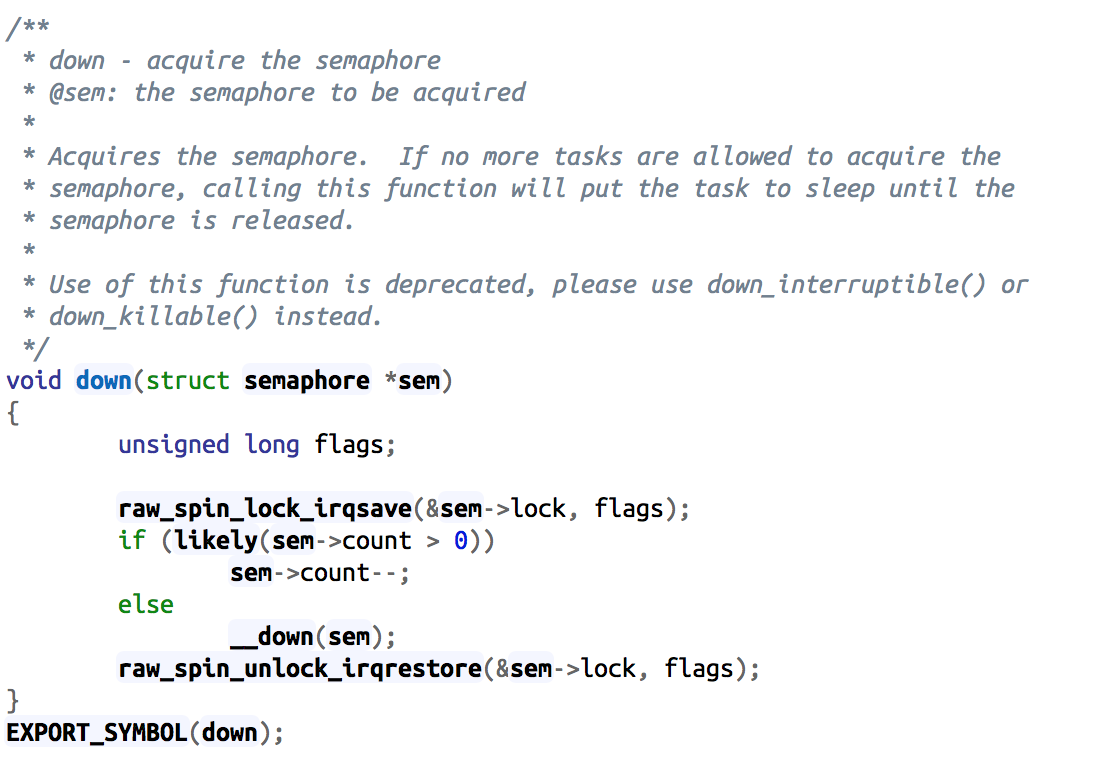 /**
 * down - acquire the semaphore
 * @sem: the semaphore to be acquired
 *
 * Acquires the semaphore.  If no more tasks are allowed to acquire the
 * semaphore, calling this function will put the task to sleep until the
 * semaphore is released.
 *
 * Use of this function is deprecated, please use down_interruptible() or
 * down_killable() instead.
 */
void down(struct semaphore *sem)
{
        unsigned long flags;

        raw_spin_lock_irqsave(&sem->lock, flags);
        if (likely(sem->count > 0))
                sem->count--;
        else
                __down(sem);
        raw_spin_unlock_irqrestore(&sem->lock, flags);
}
EXPORT_SYMBOL(down);